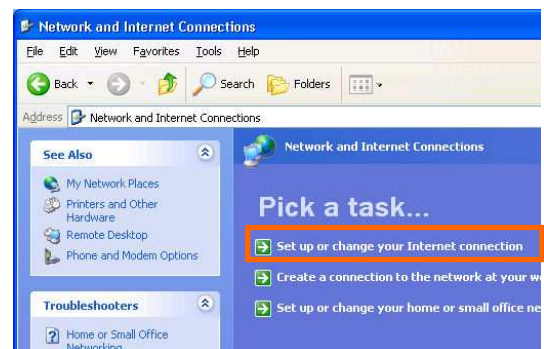 Network and Internet Connections
File Edit View Favorites Tools Help
Back Search Folders
Address Network and Internet Connections
See Also
My Network Places
Printers and Other
Hardware
Remote Desktop
Phone and Modem Options
Troubleshooters
Home or Small Office
Networking
Network and Internet Connections
Pick a task...
Set up or change your Internet connection
Create a connection to the network at your
Set up or change your home or small office